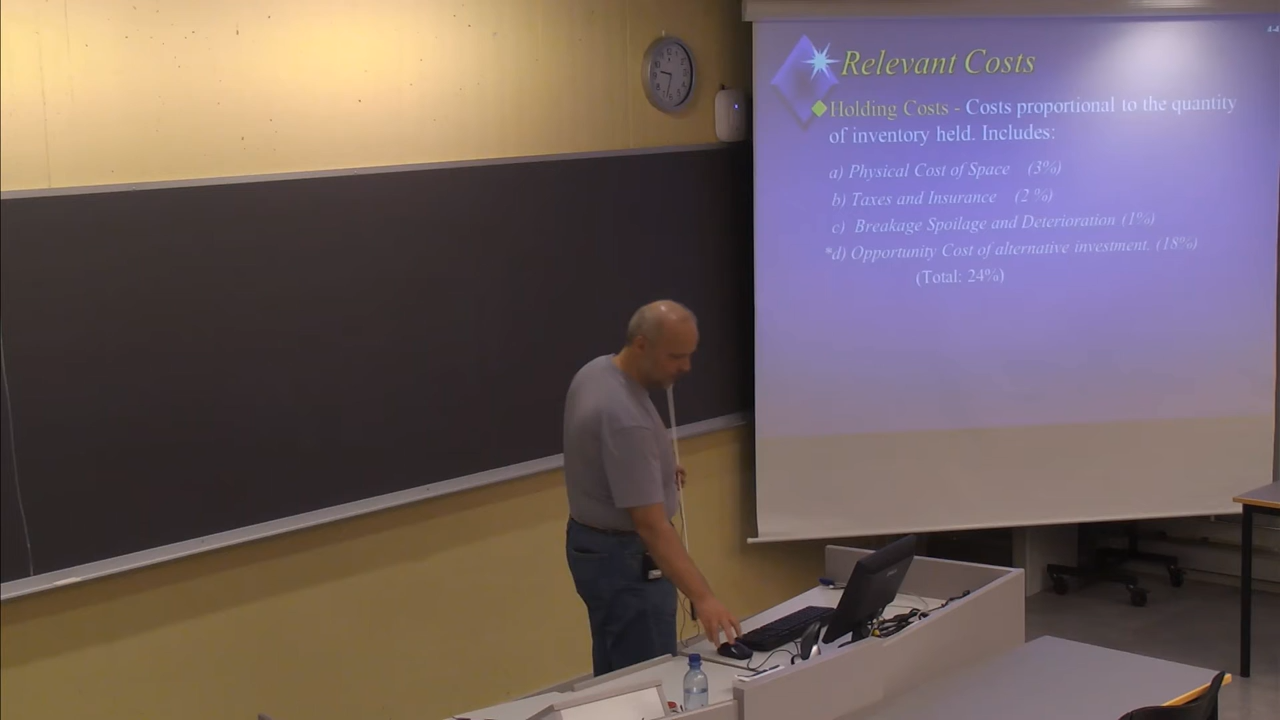 Relevant Costs
Holding Costs - Costs proportional to the quantity
of inventory held. Includes:
a) Physical Cost of Space (3%)
b) Taxes and Insurance (2 %)
c) Breakage Spoilage and Deterioration (1%)
*d) Opportunity Cost of alternative investment. (18%)
(Total: 24%)